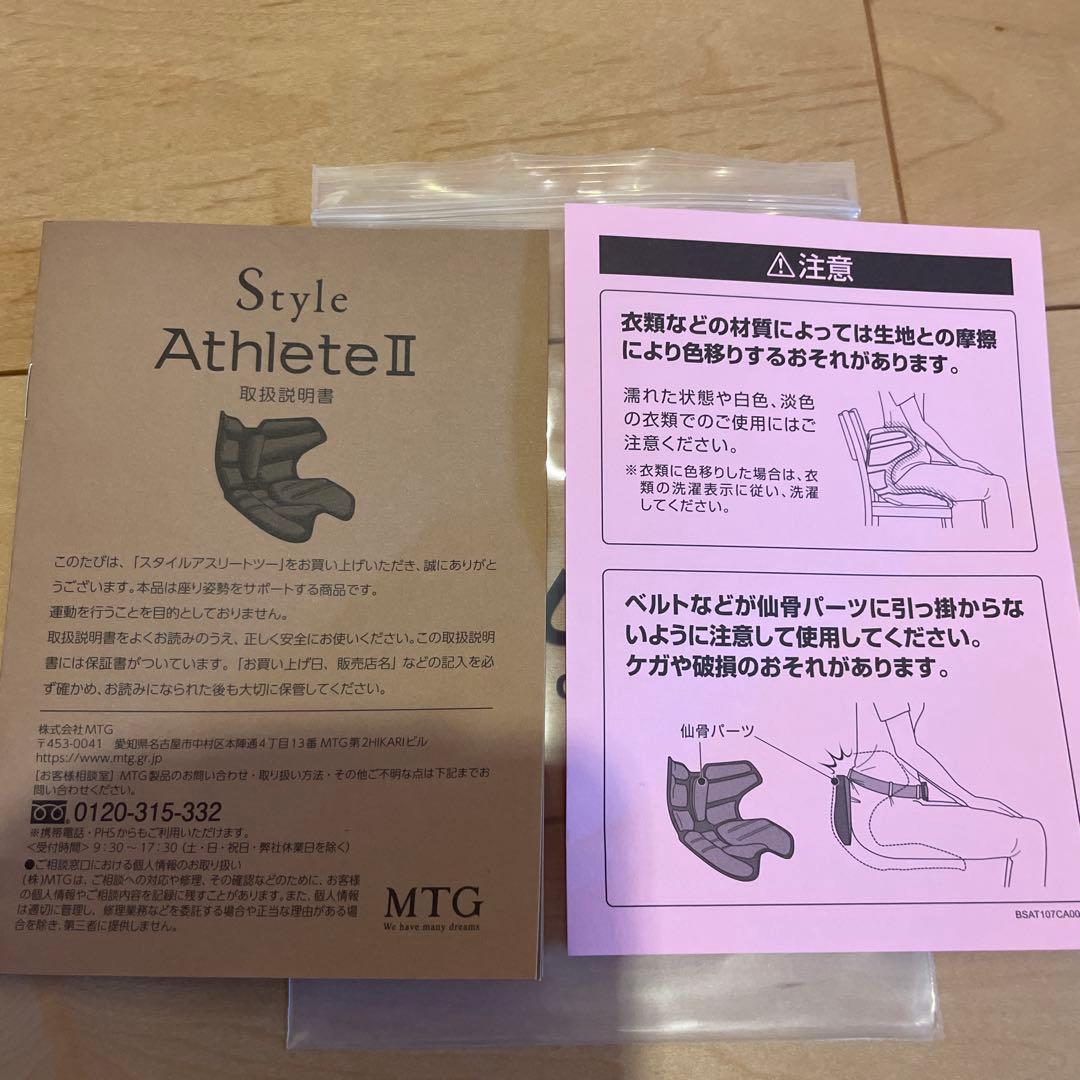 Style
Athlete II
取扱説明書
このたびは、「スタイルアスリートツー」をお買い上げいただき、誠にありがと
うございます。本品は座り姿勢をサポートする商品です。
運動を行うことを目的としておりません。
取扱説明書をよくお読みのうえ、正しく安全にお使いください。この取扱説明
書には保証書がついています。「お買い上げ日、販売店名」などの記入を必
ず確かめ、お読みになられた後も大切に保管してください。
株式会社MTG
〒453-0041 愛知県名古屋市中村区本陣通4丁目13番 MTG第2HIKARIビル
https://www.mtg.gr.jp
[お客様相談室] MTG製品のお問い合わせ・取り扱い方法・その他ご不明な点は下記までお
問い合わせください。
0120-315-332
※携帯電話・PHSからもご利用いただけます。
<受付時間> 9:30～17:30 (土・日・祝日・弊社休業日を除く)
●ご相談窓口における個人情報のお取り扱い
(株)MTGは、ご相談への対応や修理、その確認などのために、お客様
の個人情報やご相談内容を記録に残すことがあります。また、個人情報
は適切に管理し、修理業務などを委託する場合や正当な理由がある場
合を除き、第三者に提供しません。
MTG
We have many dreams
⚠注意
衣類などの材質によっては生地との摩擦
により色移りするおそれがあります。
濡れた状態や白色、淡色
の衣類でのご使用にはご
注意ください。
※衣類に色移りした場合は、衣
類の洗濯表示に従い、洗濯
してください。
ベルトなどが仙骨パーツに引っ掛からな
いように注意して使用してください。
ケガや破損のおそれがあります。
仙骨パーツ
BSAT107CA00